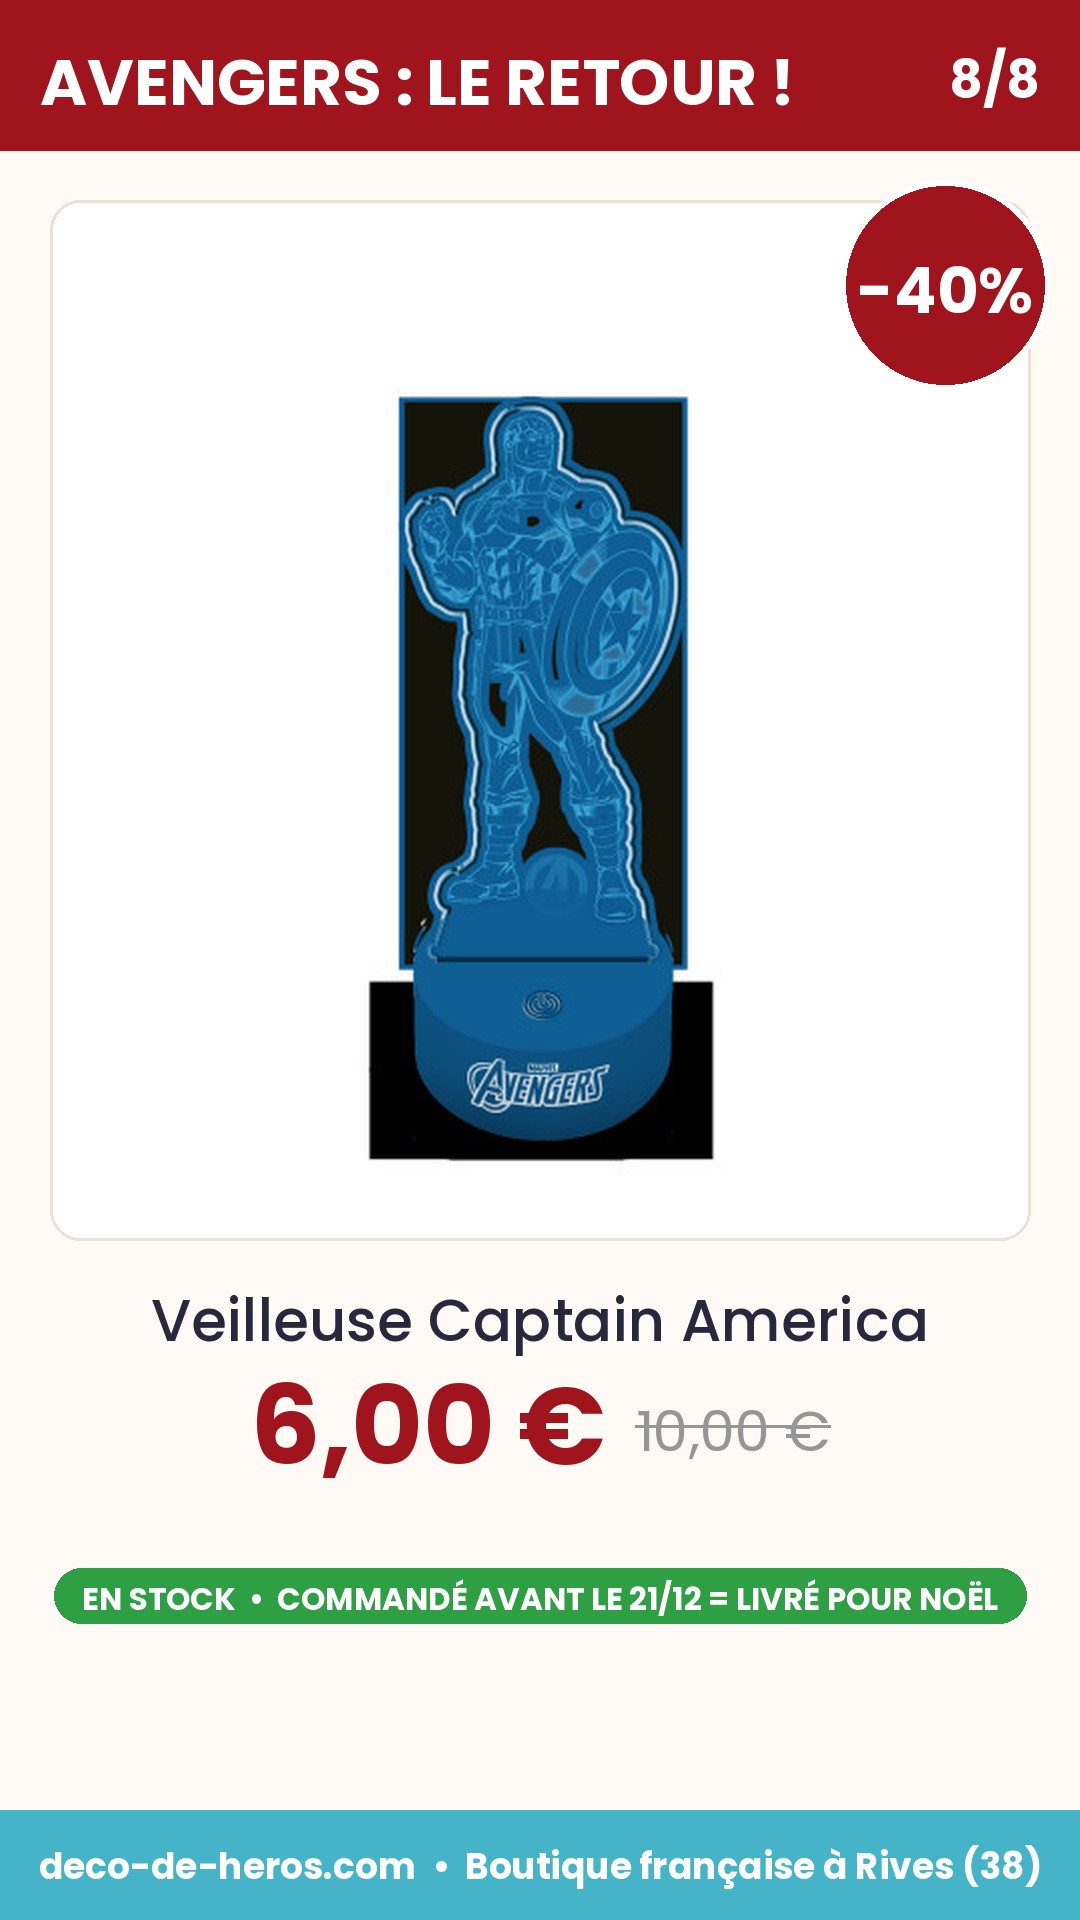 AVENGERS : LE RETOUR !
8/8
-40%
MARVEL
AVENGERS
Veilleuse Captain America
6,00 € 10,00 €
EN STOCK • COMMANDÉ AVANT LE 21/12 = LIVRÉ POUR NOËL
deco-de-heros.com • Boutique française à Rives (38)